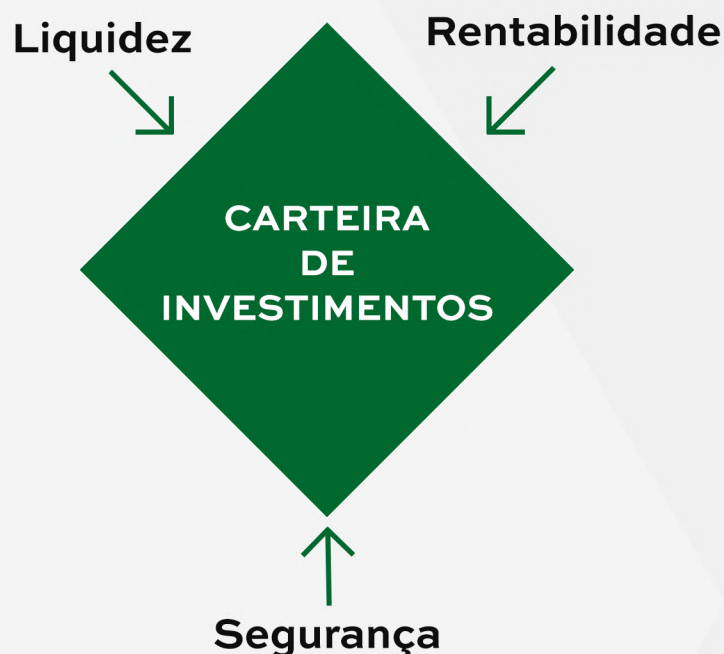 Liquidez
Rentabilidade
CARTEIRA
DE
INVESTIMENTOS
Segurança